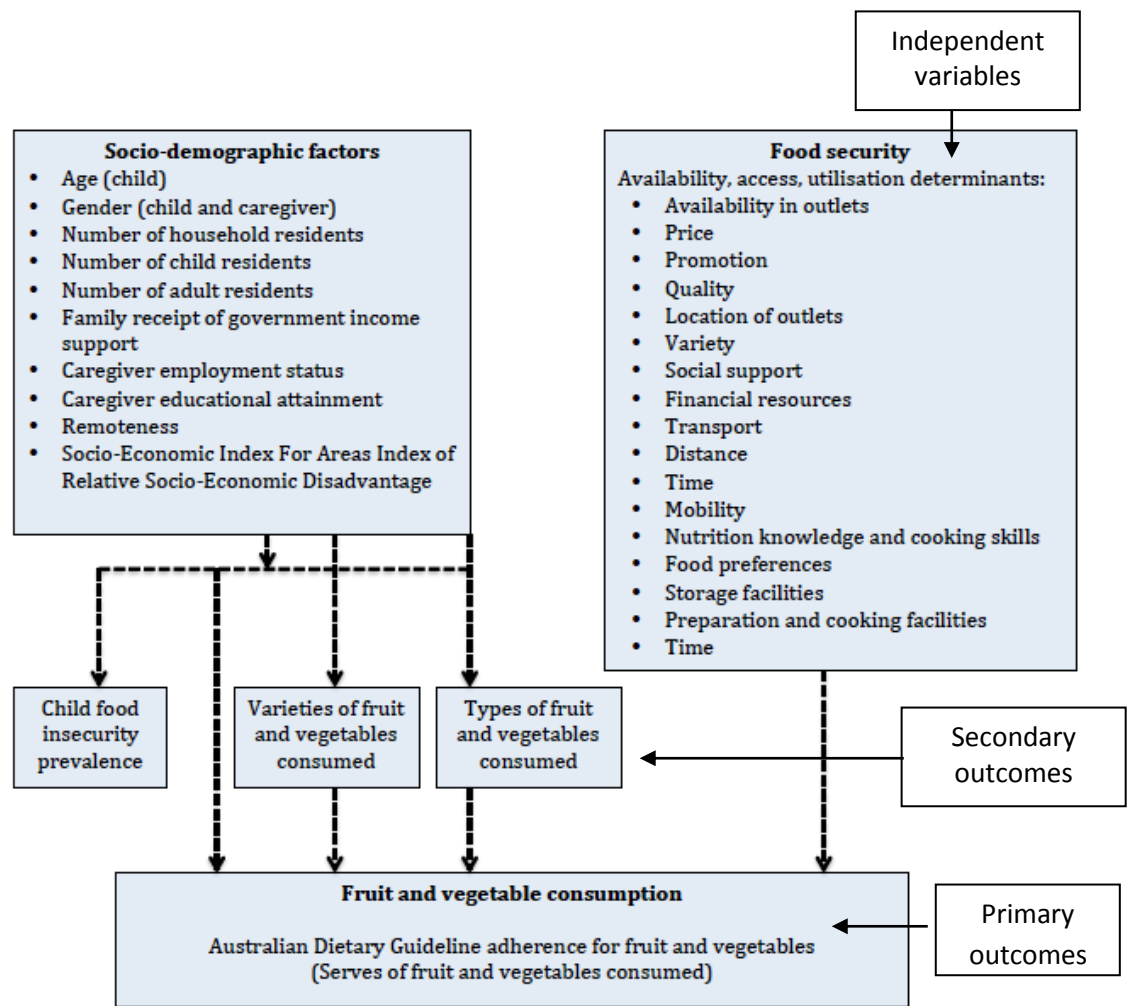 Independent
variables
Socio-demographic factors
• Age (child)
• Gender (child and caregiver)
• Number of household residents
• Number of child residents
• Number of adult residents
• Family receipt of government income
support
• Caregiver employment status
• Caregiver educational attainment
• Remoteness
• Socio-Economic Index For Areas Index of
Relative Socio-Economic Disadvantage
Food security
Availability, access, utilisation determinants:
• Availability in outlets
• Price
• Promotion
• Quality
• Location of outlets
• Variety
• Social support
• Financial resources
• Transport
• Distance
• Time
• Mobility
• Nutrition knowledge and cooking skills
• Food preferences
• Storage facilities
• Preparation and cooking facilities
• Time
Child food
insecurity
prevalence
Varieties of fruit
and vegetables
consumed
Types of fruit
and vegetables
consumed
Secondary
outcomes
Fruit and vegetable consumption
Australian Dietary Guideline adherence for fruit and vegetables
(Serves of fruit and vegetables consumed)
Primary
outcomes